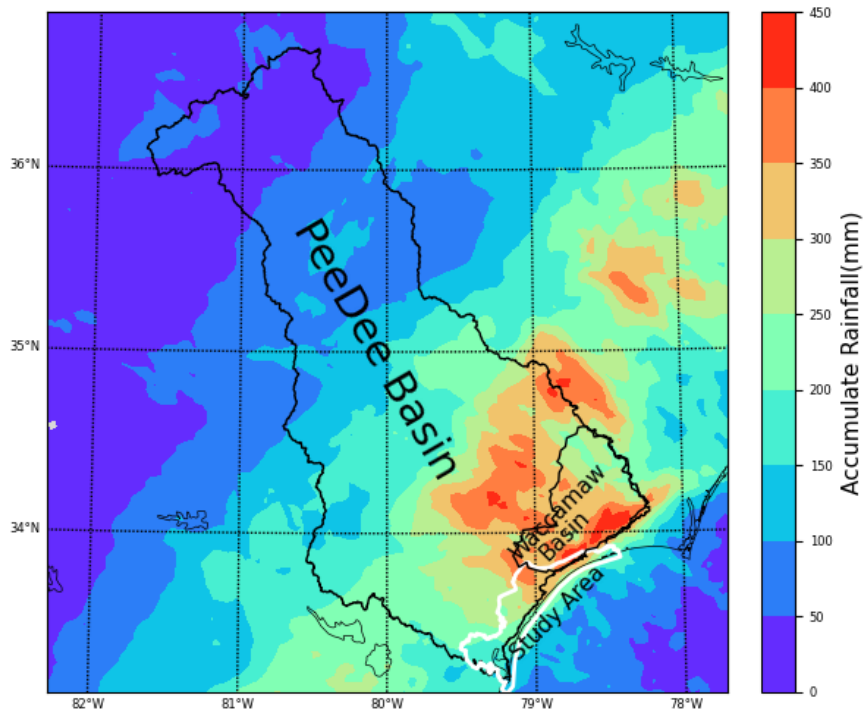 36°N
35°N
34°N
82°W
81°W
80°W
79°W
78°W
PeeDee Basin
Waccamaw
Basin
Study Area
450
400
350
300
250
200
150
100
50
0
Accumulate Rainfall(mm)